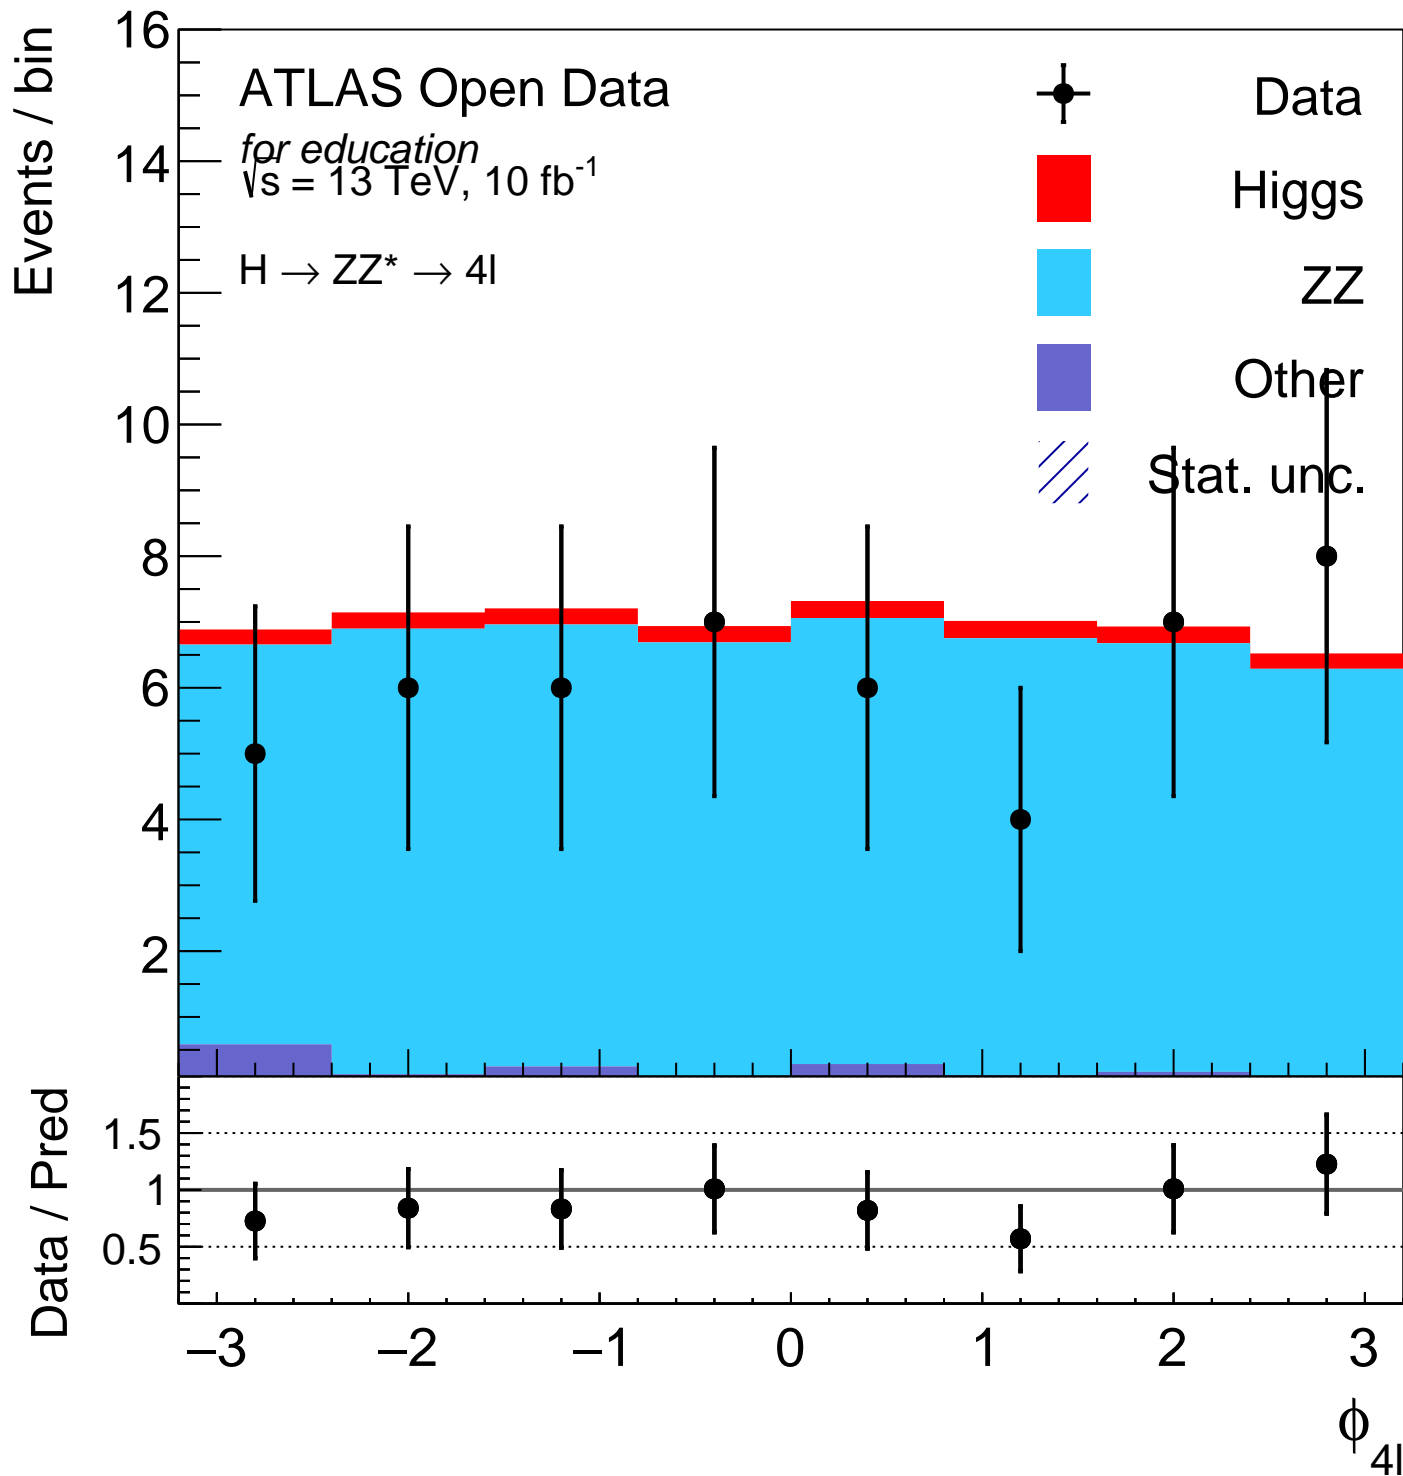 Events / bin
16
14
12
10
8
6
4
2
ATLAS Open Data
for education
√s = 13 TeV, 10 fb⁻¹
H → ZZ* → 4l
Data
Higgs
ZZ
Other
Stat. unc.
Data / Pred
1.5
1
0.5
−3 −2 −1 0 1 2 3
ϕ4l